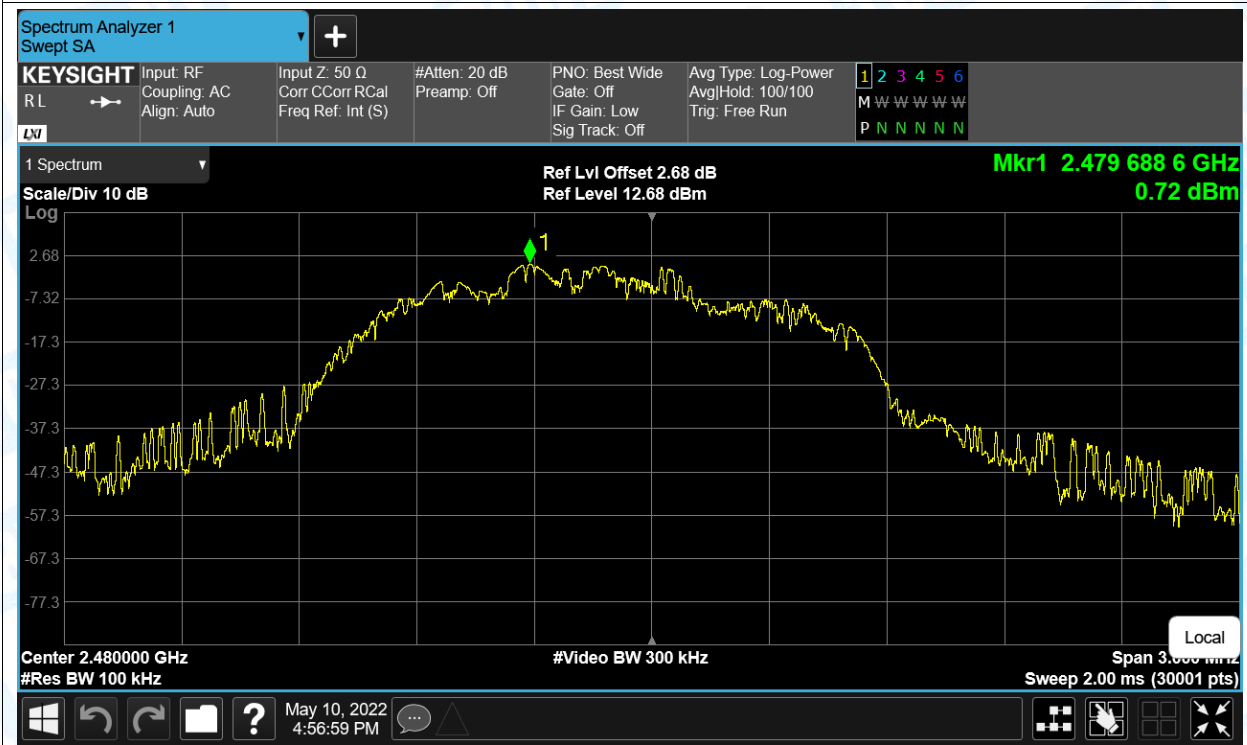 Spectrum Analyzer 1
Swept SA
KEYSIGHT
R L
LXI
Input: RF
Coupling: AC
Align: Auto
Input Z: 50 Ω
Corr CCorr RCal
Freq Ref: Int (S)
#Atten: 20 dB
Preamp: Off
PNO: Best Wide
Gate: Off
IF Gain: Low
Sig Track: Off
Avg Type: Log-Power
Avg|Hold: 100/100
Trig: Free Run
1 2 3 4 5 6
M W W W W W
P N N N N N
1 Spectrum
Scale/Div 10 dB
Log
Ref Lvl Offset 2.68 dB
Ref Level 12.68 dBm
Mkr1 2.479 688 6 GHz
0.72 dBm
1
2.68
-7.32
-17.3
-27.3
-37.3
-47.3
-57.3
-67.3
-77.3
Local
Center 2.480000 GHz
#Video BW 300 kHz
Span
#Res BW 100 kHz
Sweep 2.00 ms (30001 pts)
?
May 10, 2022
4:56:59 PM